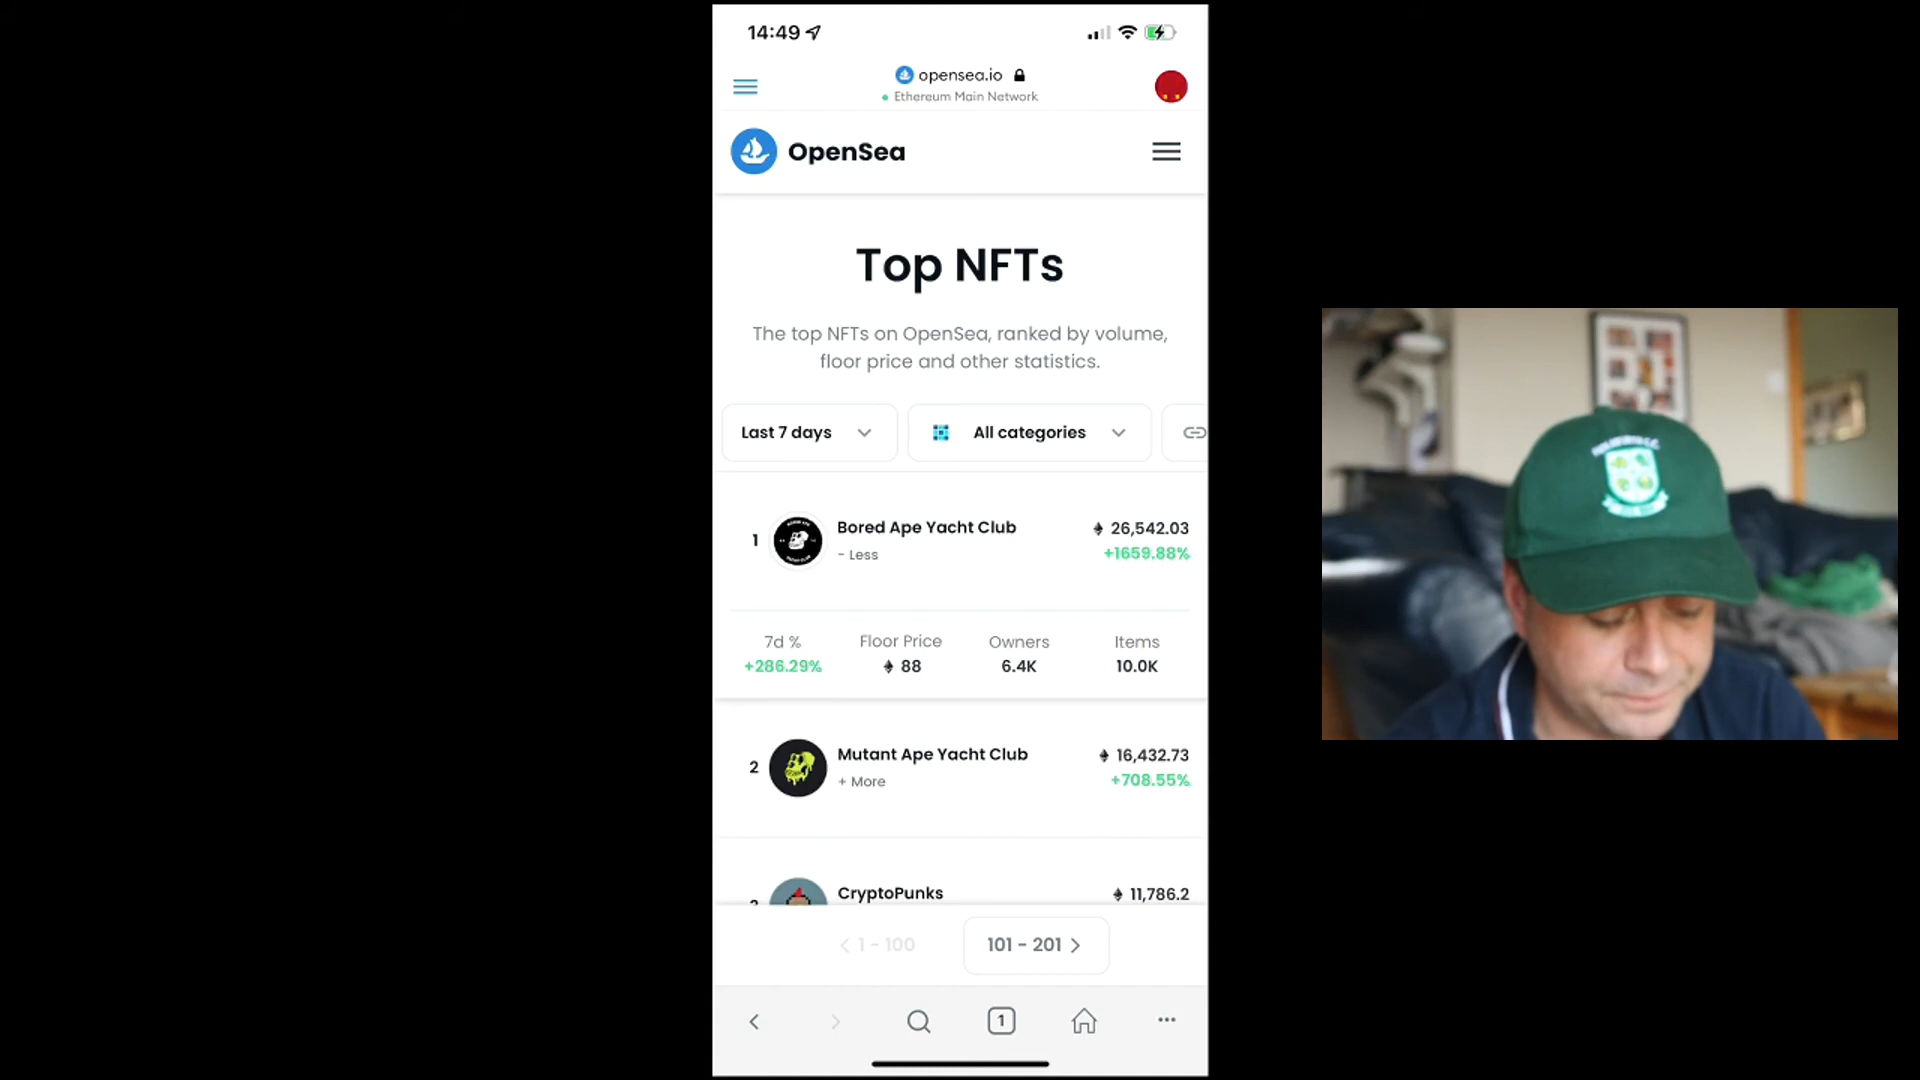 14:49
opensea.io
Ethereum Main Network
OpenSea
Top NFTs
The top NFTs on OpenSea, ranked by volume,
floor price and other statistics.
Last 7 days
All categories
1
Bored Ape Yacht Club
26,542.03
- Less
+1659.88%
7d %
Floor Price
Owners
Items
+286.29%
88
6.4K
10.0K
2
Mutant Ape Yacht Club
16,432.73
+ More
+708.55%
CryptoPunks
11,786.2
1 - 100
101 - 201
1